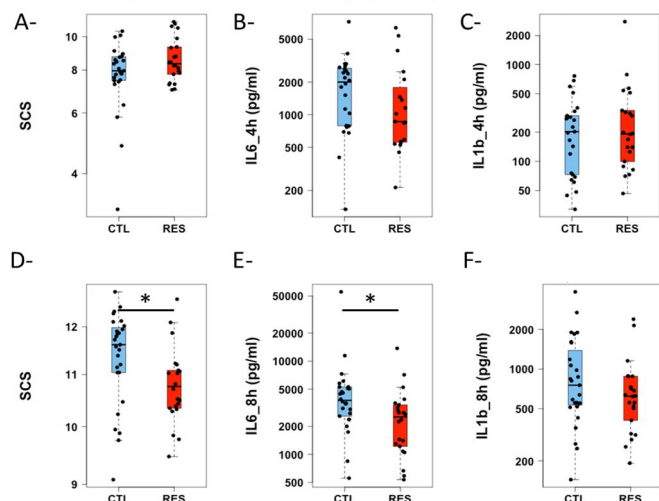 A-
SCS
10
8
4
CTL RES
B-
IL6_4h (pg/ml)
5000
2000
1000
500
200
CTL RES
C-
IL1b_4h (pg/ml)
2000
1000
500
200
100
50
CTL RES
D-
SCS
12
11
10
9
*
CTL RES
E-
IL6_8h (pg/ml)
50000
20000
10000
5000
2000
1000
500
*
CTL RES
F-
IL1b_8h (pg/ml)
2000
1000
500
200
CTL RES